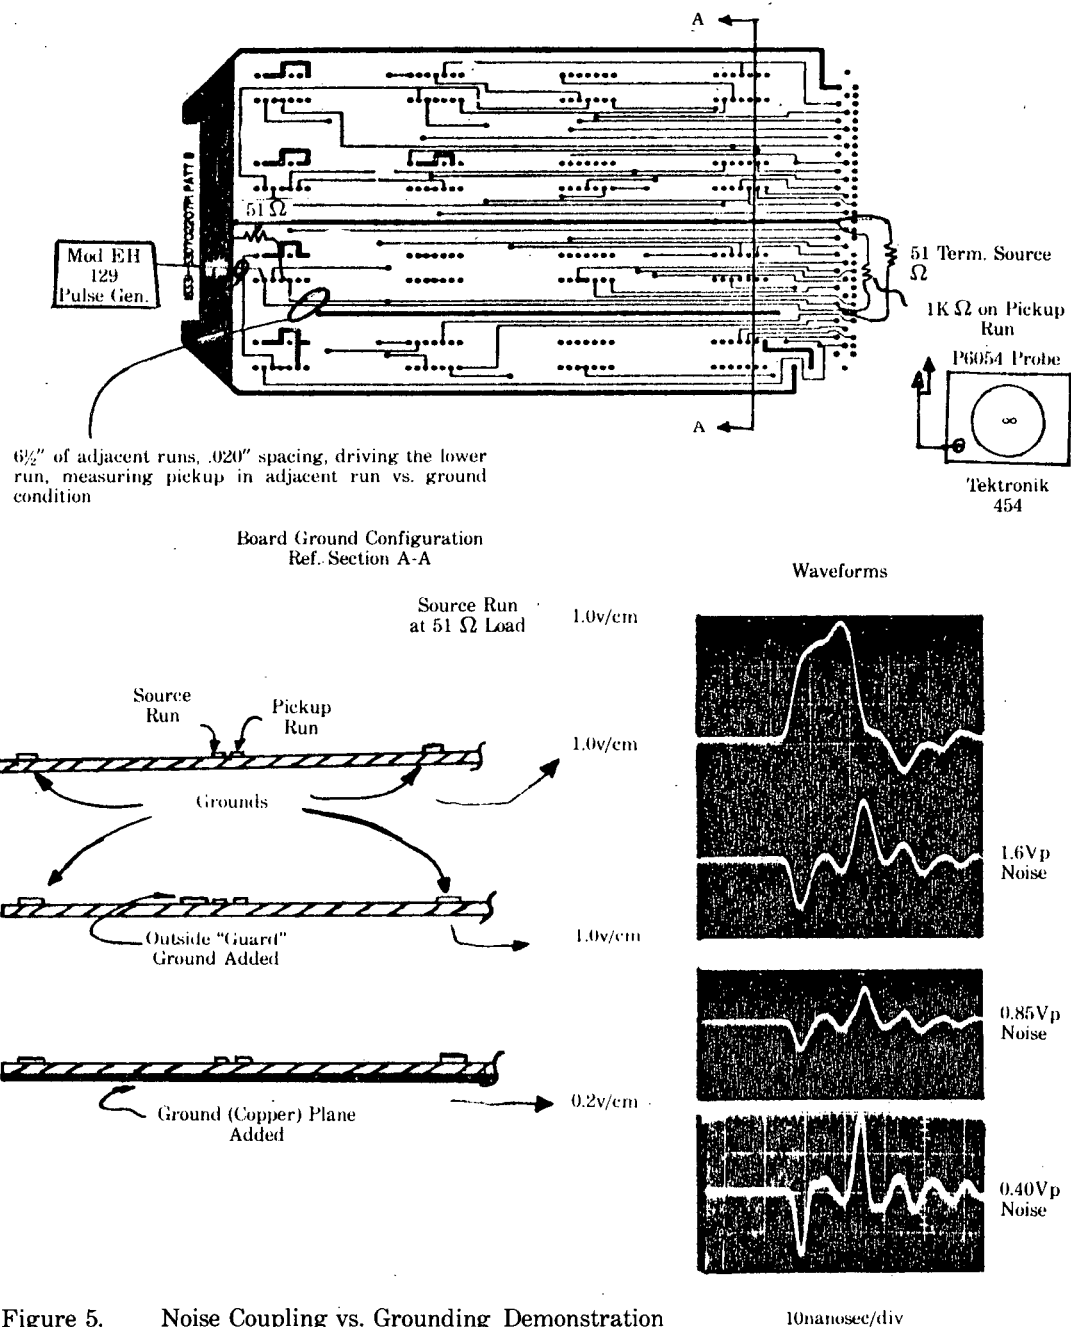 A
51 Ω
Mod EH
129
Pulse Gen.
51 Term. Source
Ω
1K Ω on Pickup
Run
P6054 Probe
∞
A
6½" of adjacent runs, .020" spacing, driving the lower
run, measuring pickup in adjacent run vs. ground
condition
Tektronik
454
Board Ground Configuration
Ref. Section A-A
Waveforms
Source Run
at 51 Ω Load
1.0v/cm
Source
Run
Pickup
Run
1.0v/cm
Grounds
1.6Vp
Noise
Outside "Guard"
Ground Added
1.0v/cm
0.85Vp
Noise
Ground (Copper) Plane
Added
0.2v/cm
0.40Vp
Noise
Figure 5. Noise Coupling vs. Grounding Demonstration
10nanosec/div